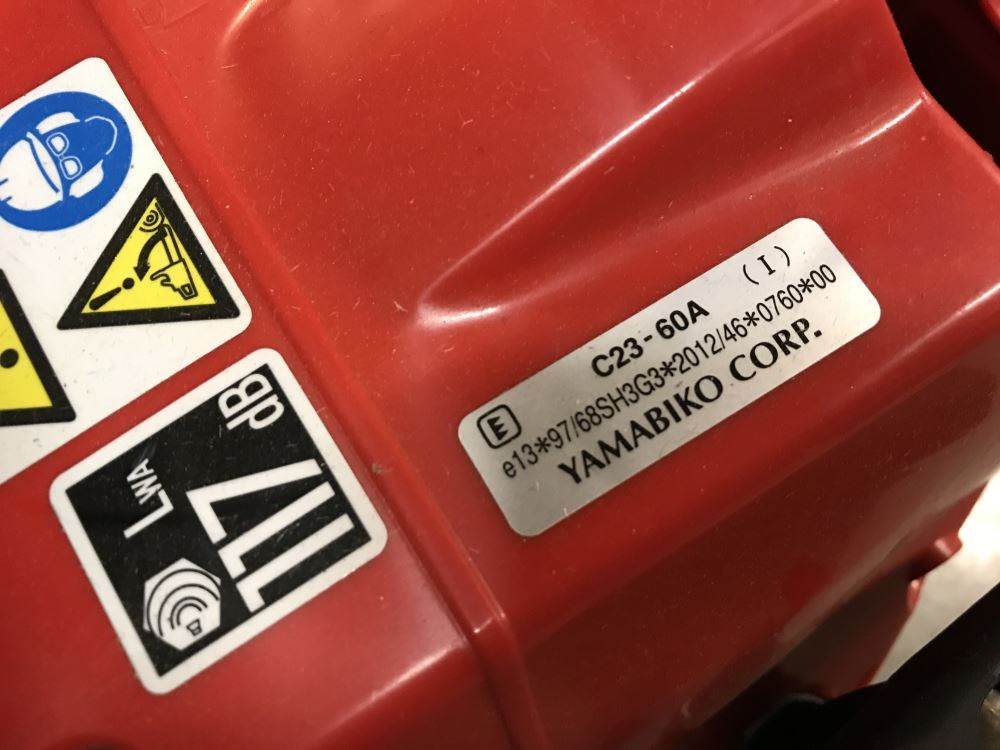 LWA
117
dB
C23-60A
(I)
E
e13*97/68SH3G3*2012/46*0760*00
YAMABIKO CORP.